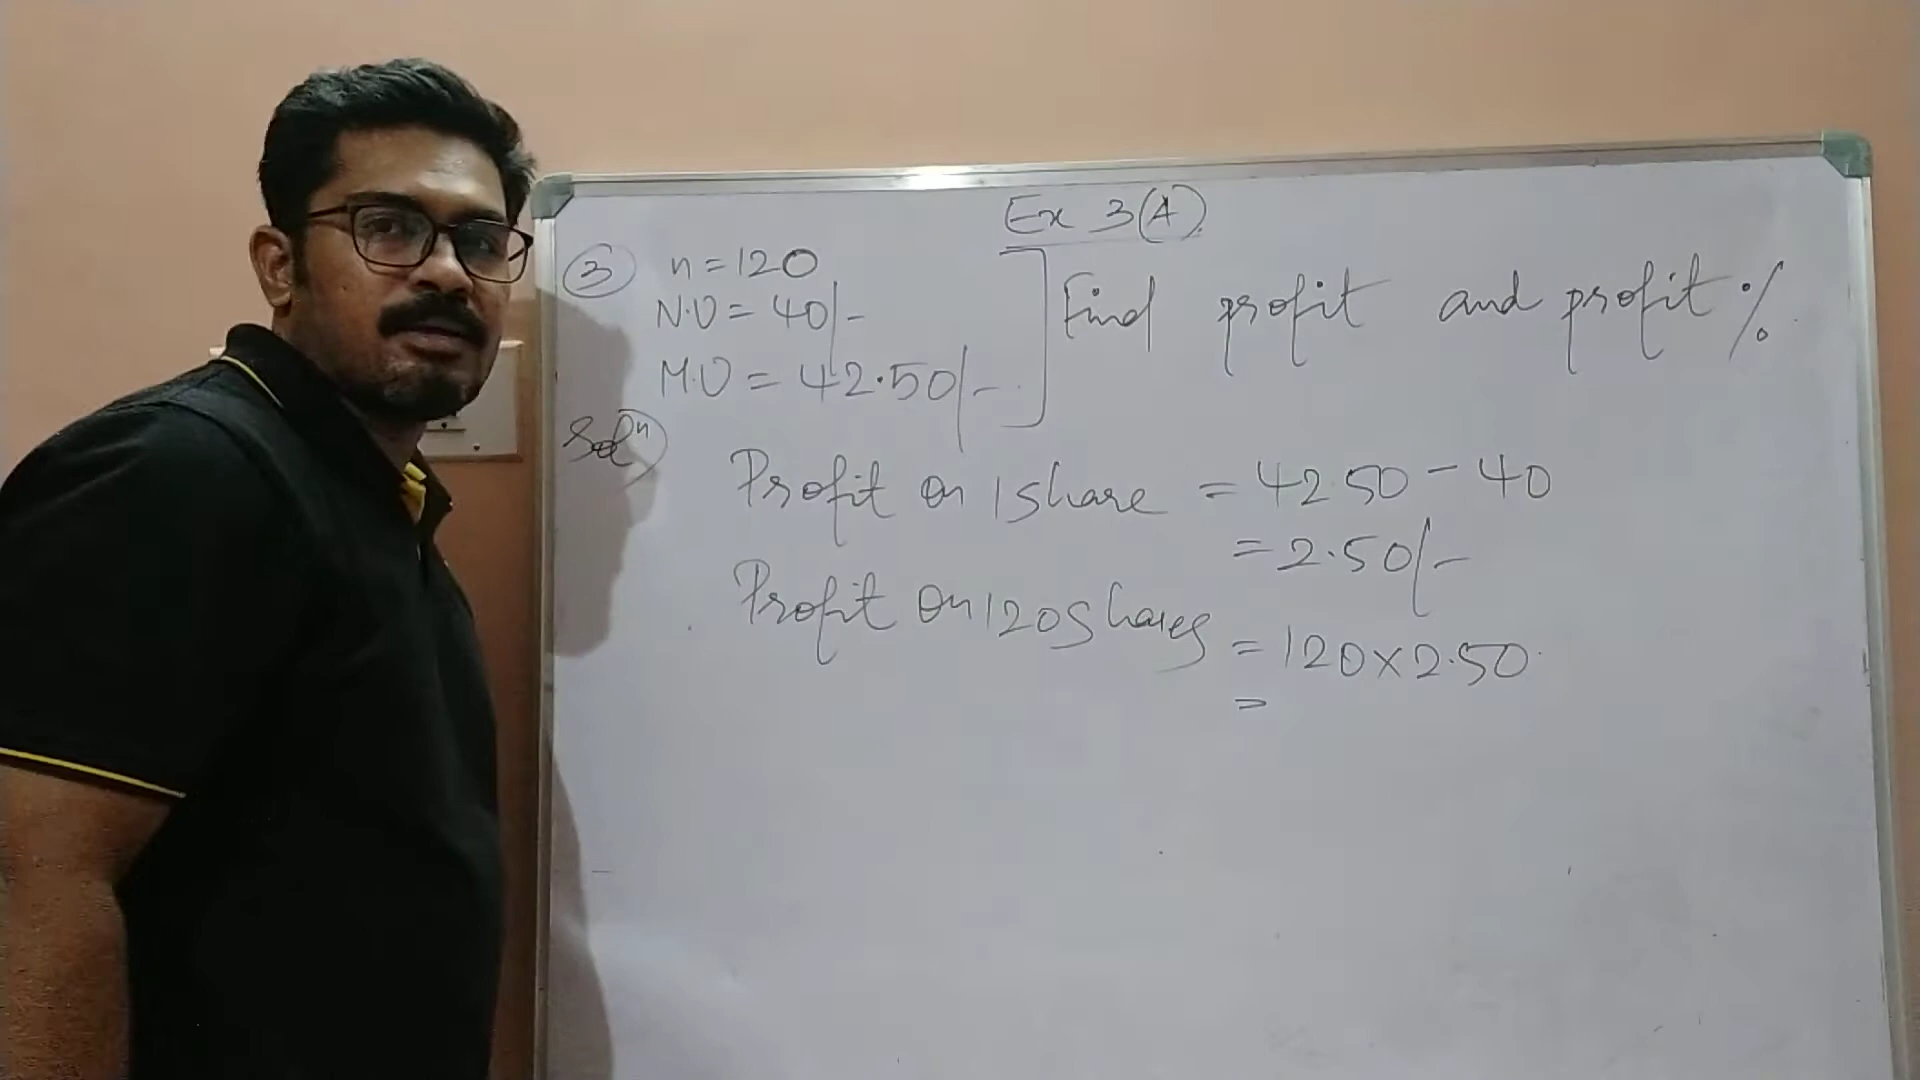 Ex 3(A)
3 n = 120
N.V = 40/-
M.V = 42.50/-
Find profit and profit %
Solⁿ
Profit on 1 share = 42.50 - 40
= 2.50/-
Profit on 120 Shares = 120 × 2.50
=